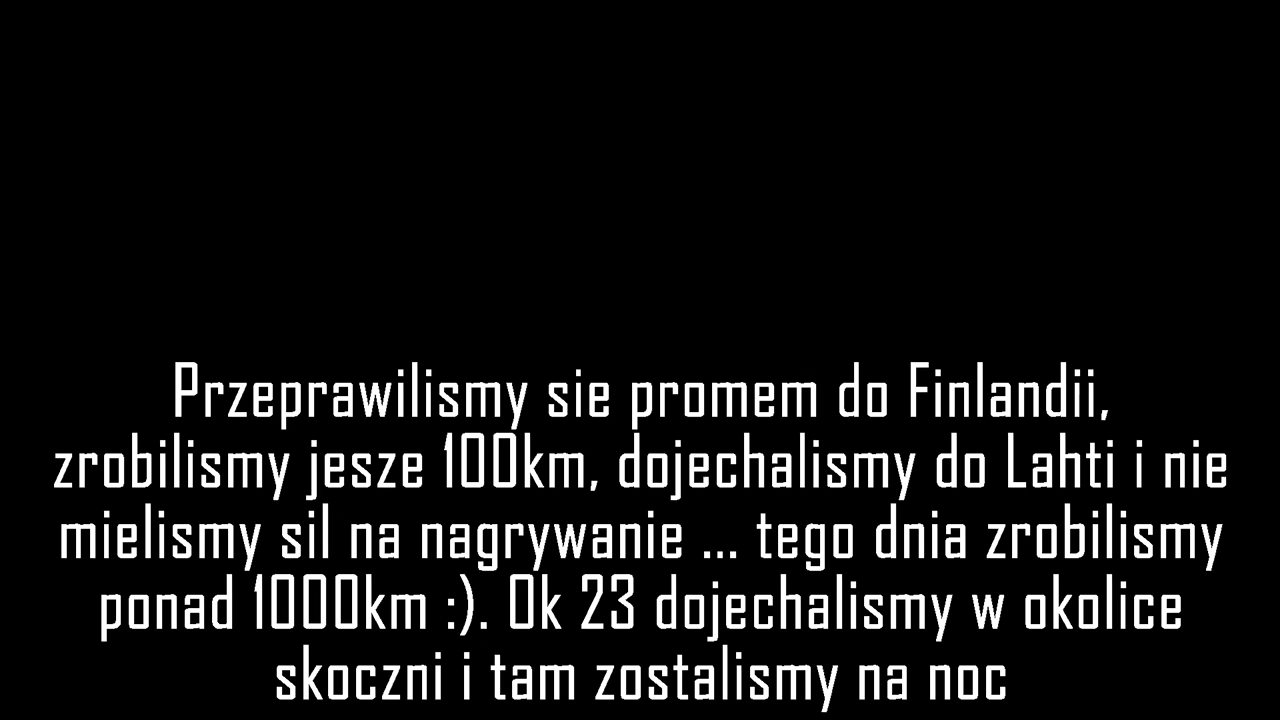 Przeprawilismy sie promem do Finlandii,
zrobilismy jesze 100km, dojechalismy do Lahti i nie
mielismy sil na nagrywanie ... tego dnia zrobilismy
ponad 1000km :). Ok 23 dojechalismy w okolice
skoczni i tam zostalismy na noc